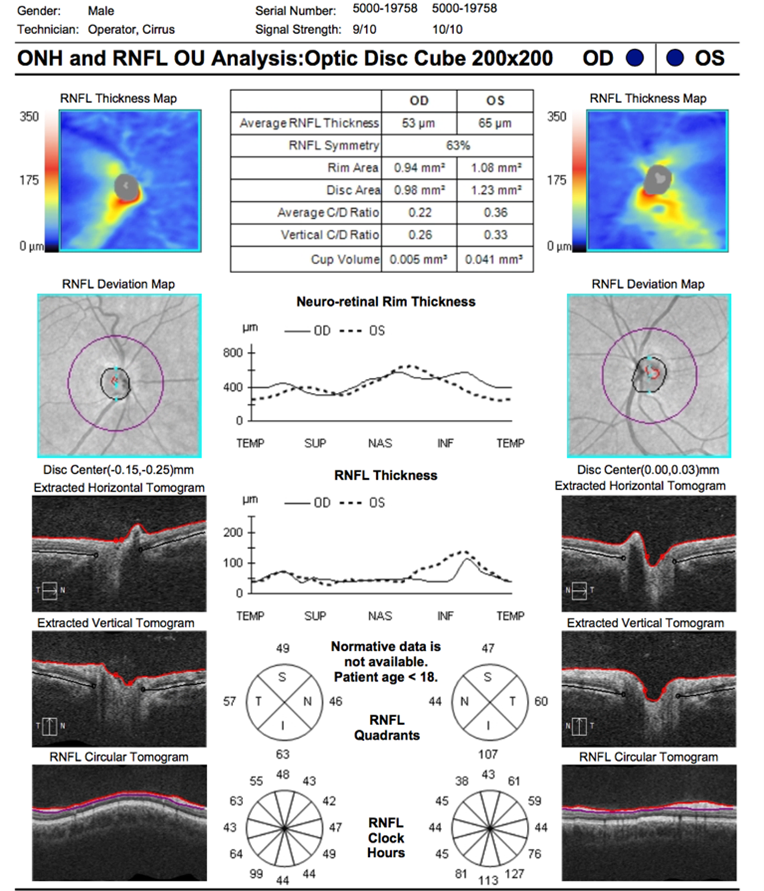 Gender: Male Serial Number: 5000-19758 5000-19758
Technician: Operator, Cirrus Signal Strength: 9/10 10/10
ONH and RNFL OU Analysis:Optic Disc Cube 200x200 OD OS
RNFL Thickness Map
350
175
0 µm
OD OS
Average RNFL Thickness 53 µm 65 µm
RNFL Symmetry 63%
Rim Area 0.94 mm² 1.08 mm²
Disc Area 0.98 mm² 1.23 mm²
Average C/D Ratio 0.22 0.36
Vertical C/D Ratio 0.26 0.33
Cup Volume 0.005 mm³ 0.041 mm³
RNFL Thickness Map
350
175
0 µm
RNFL Deviation Map
Disc Center(-0.15,-0.25)mm
Neuro-retinal Rim Thickness
µm OD OS
800
400
0
TEMP SUP NAS INF TEMP
RNFL Deviation Map
Disc Center(0.00,0.03)mm
Extracted Horizontal Tomogram
T N
RNFL Thickness
µm OD OS
200
100
0
TEMP SUP NAS INF TEMP
Extracted Horizontal Tomogram
N T
Extracted Vertical Tomogram
T N
49
S
57 T N 46
I
63
Normative data is
not available.
Patient age < 18.
RNFL
Quadrants
47
S
44 N T 60
I
107
Extracted Vertical Tomogram
N T
RNFL Circular Tomogram
55 48 43
63 42
43 47
64 49
99 44 44
RNFL
Clock
Hours
38 43 61
45 59
44 44
45 76
81 113 127
RNFL Circular Tomogram